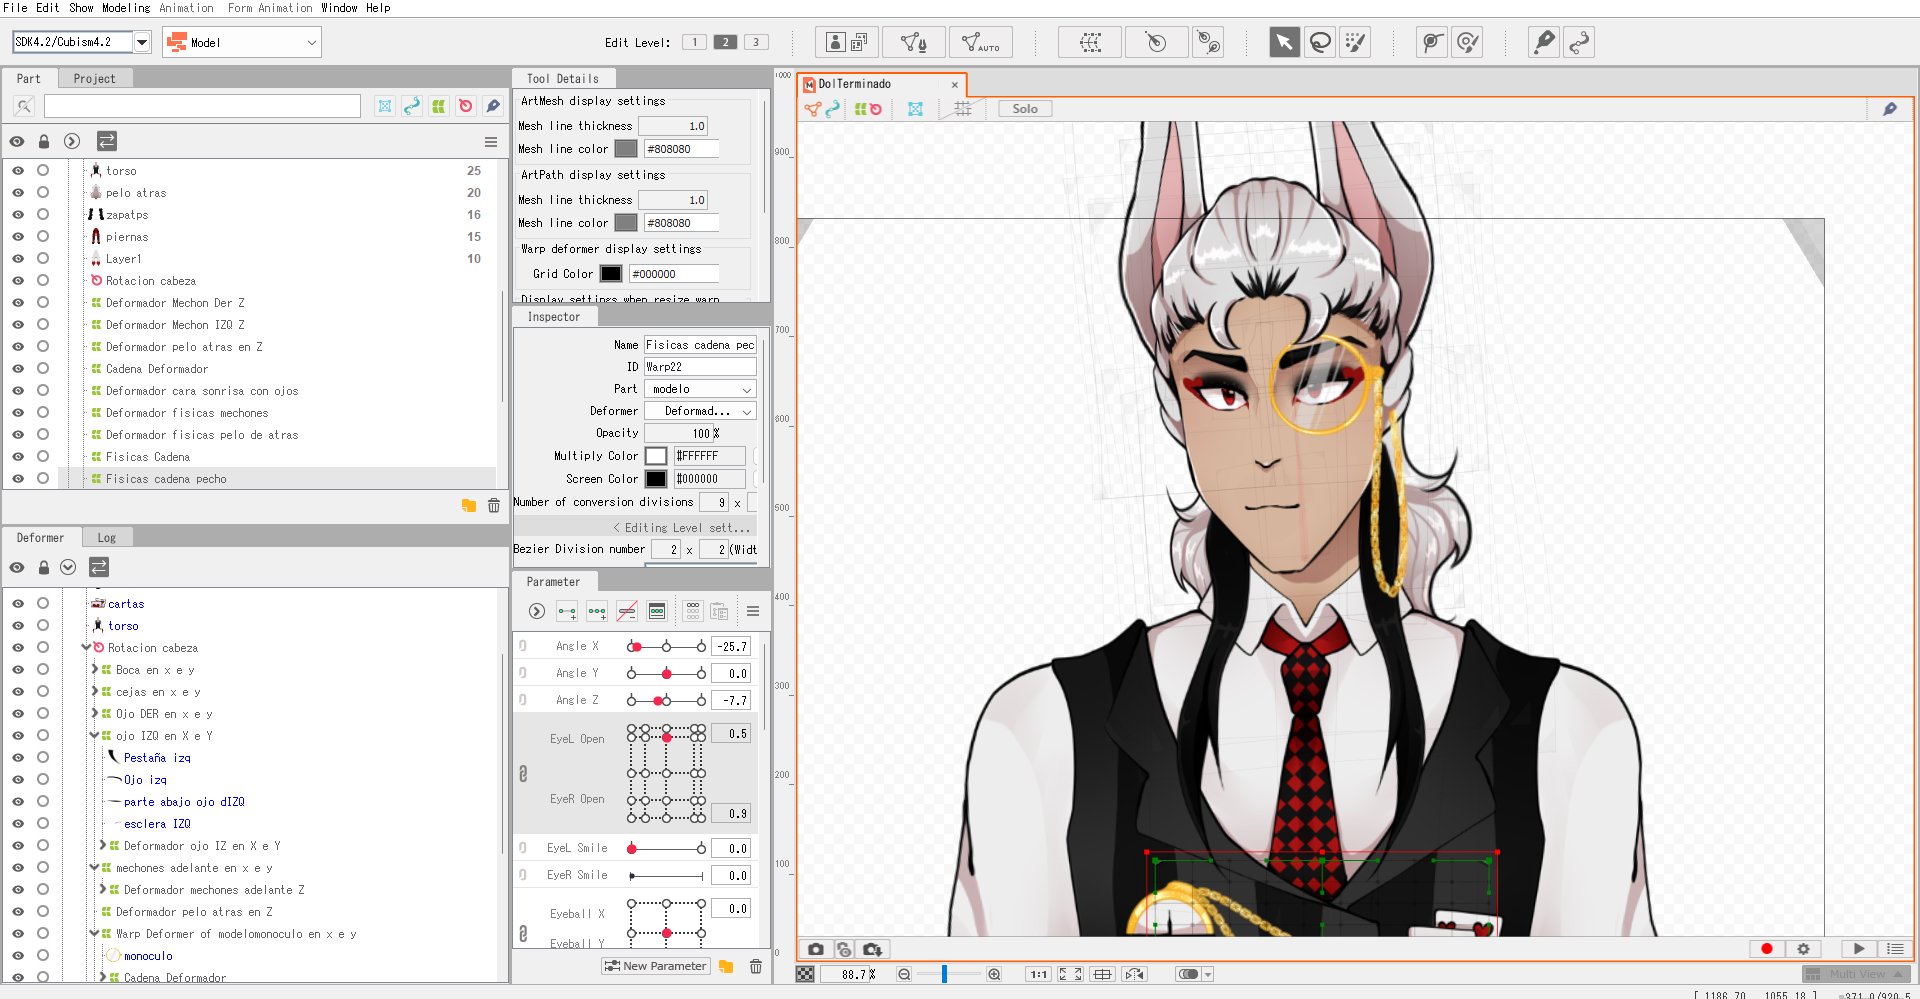 File Edit Show Modeling Animation Form Animation Window Help
SDK4.2/Cubism4.2
Model
Edit Level: 1 2 3
AUTO
Part Project
torso 25
pelo atras 20
zapatps 16
piernas 15
Layer1 10
Rotacion cabeza
Deformador Mechon Der Z
Deformador Mechon IZQ Z
Deformador pelo atras en Z
Cadena Deformador
Deformador cara sonrisa con ojos
Deformador fisicas mechones
Deformador fisicas pelo de atras
Fisicas Cadena
Fisicas cadena pecho
Deformer Log
cartas
torso
Rotacion cabeza
Boca en x e y
cejas en x e y
Ojo DER en x e y
ojo IZQ en X e Y
Pestaña izq
Ojo izq
parte abajo ojo dIZQ
esclera IZQ
Deformador ojo IZ en X e Y
mechones adelante en x e y
Deformador mechones adelante Z
Deformador pelo atras en Z
Warp Deformer of modelomonoculo en x e y
monoculo
Cadena Deformador
Tool Details
ArtMesh display settings
Mesh line thickness 1.0
Mesh line color #808080
ArtPath display settings
Mesh line thickness 1.0
Mesh line color #808080
Warp deformer display settings
Grid Color #000000
Display settings when resize warp
Inspector
Name Fisicas cadena pec
ID Warp22
Part modelo
Deformer Deformad...
Opacity 100 %
Multiply Color #FFFFFF
Screen Color #000000
Number of conversion divisions 9 x
< Editing Level sett...
Bezier Division number 2 x 2 (Widt
Parameter
Angle X -25.7
Angle Y 0.0
Angle Z -7.7
EyeL Open 0.5
EyeR Open 0.9
EyeL Smile 0.0
EyeR Smile 0.0
Eyeball X 0.0
Eyeball Y
New Parameter
DolTerminado ×
Solo
1000
900
800
700
600
500
400
300
200
100
0
88.7%
1:1
Multi View
[ 1186.70 1055.18 ]